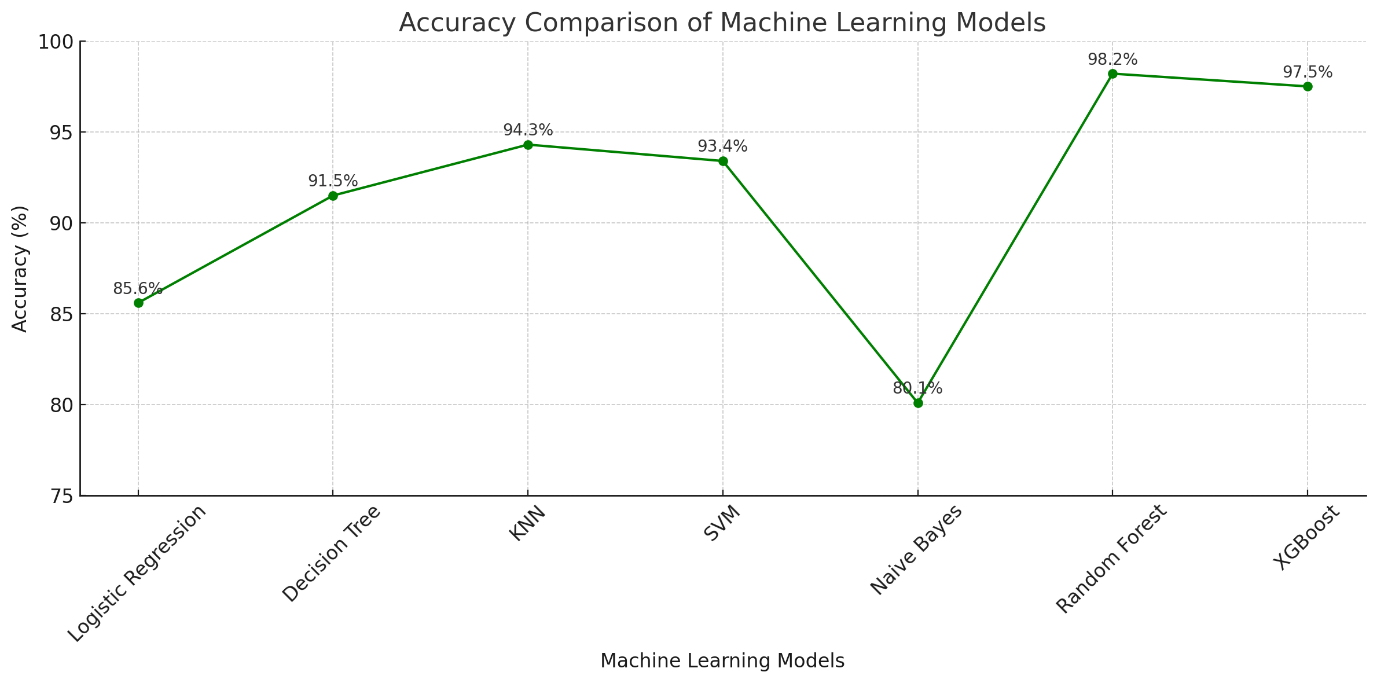 Accuracy Comparison of Machine Learning Models
Accuracy (%)
100
95
90
85
80
75
85.6%
91.5%
94.3%
93.4%
80.1%
98.2%
97.5%
Logistic Regression
Decision Tree
KNN
SVM
Naive Bayes
Random Forest
XGBoost
Machine Learning Models